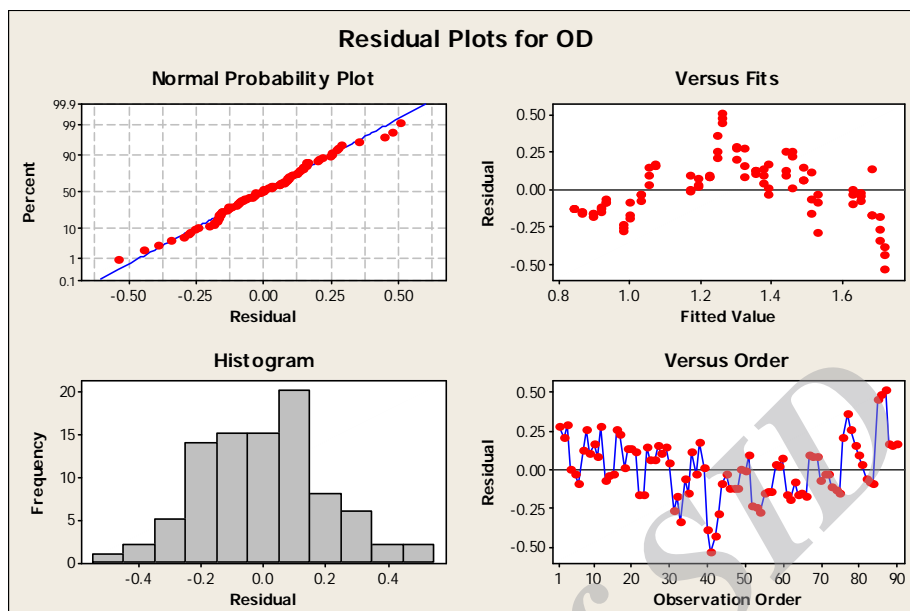 Residual Plots for OD
Normal Probability Plot
Versus Fits
99.9
99
90
50
10
1
0.1
Percent
-0.50 -0.25 0.00 0.25 0.50
Residual
0.50
0.25
0.00
-0.25
-0.50
Residual
0.8 1.0 1.2 1.4 1.6
Fitted Value
Histogram
Versus Order
20
15
10
5
0
Frequency
-0.4 -0.2 0.0 0.2 0.4
Residual
0.50
0.25
0.00
-0.25
-0.50
Residual
1 10 20 30 40 50 60 70 80 90
Observation Order
SID